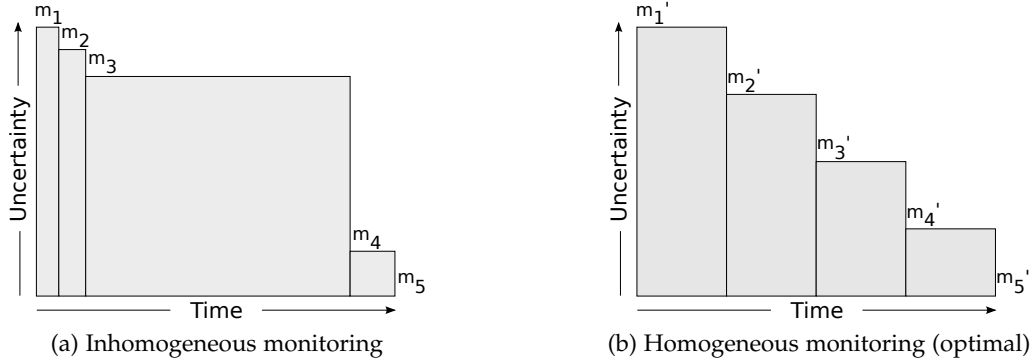 m1
m2
m3
m4
m5
Uncertainty
Time
(a) Inhomogeneous monitoring
m1'
m2'
m3'
m4'
m5'
Uncertainty
Time
(b) Homogeneous monitoring (optimal)